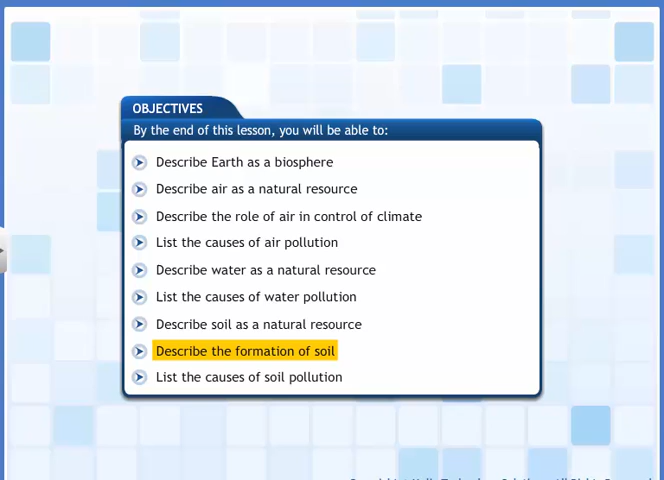 OBJECTIVES
By the end of this lesson, you will be able to:
Describe Earth as a biosphere
Describe air as a natural resource
Describe the role of air in control of climate
List the causes of air pollution
Describe water as a natural resource
List the causes of water pollution
Describe soil as a natural resource
Describe the formation of soil
List the causes of soil pollution